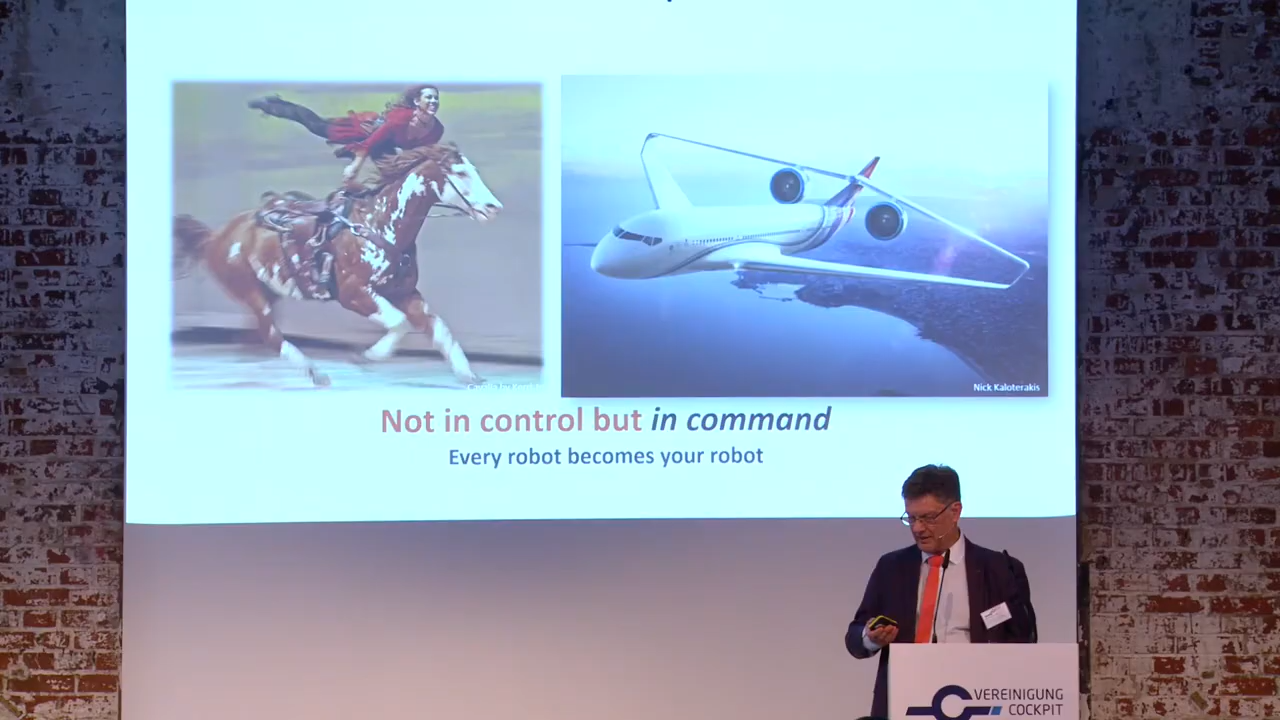 Nick Kaloterakis
Not in control but in command
Every robot becomes your robot
VEREINIGUNG
COCKPIT